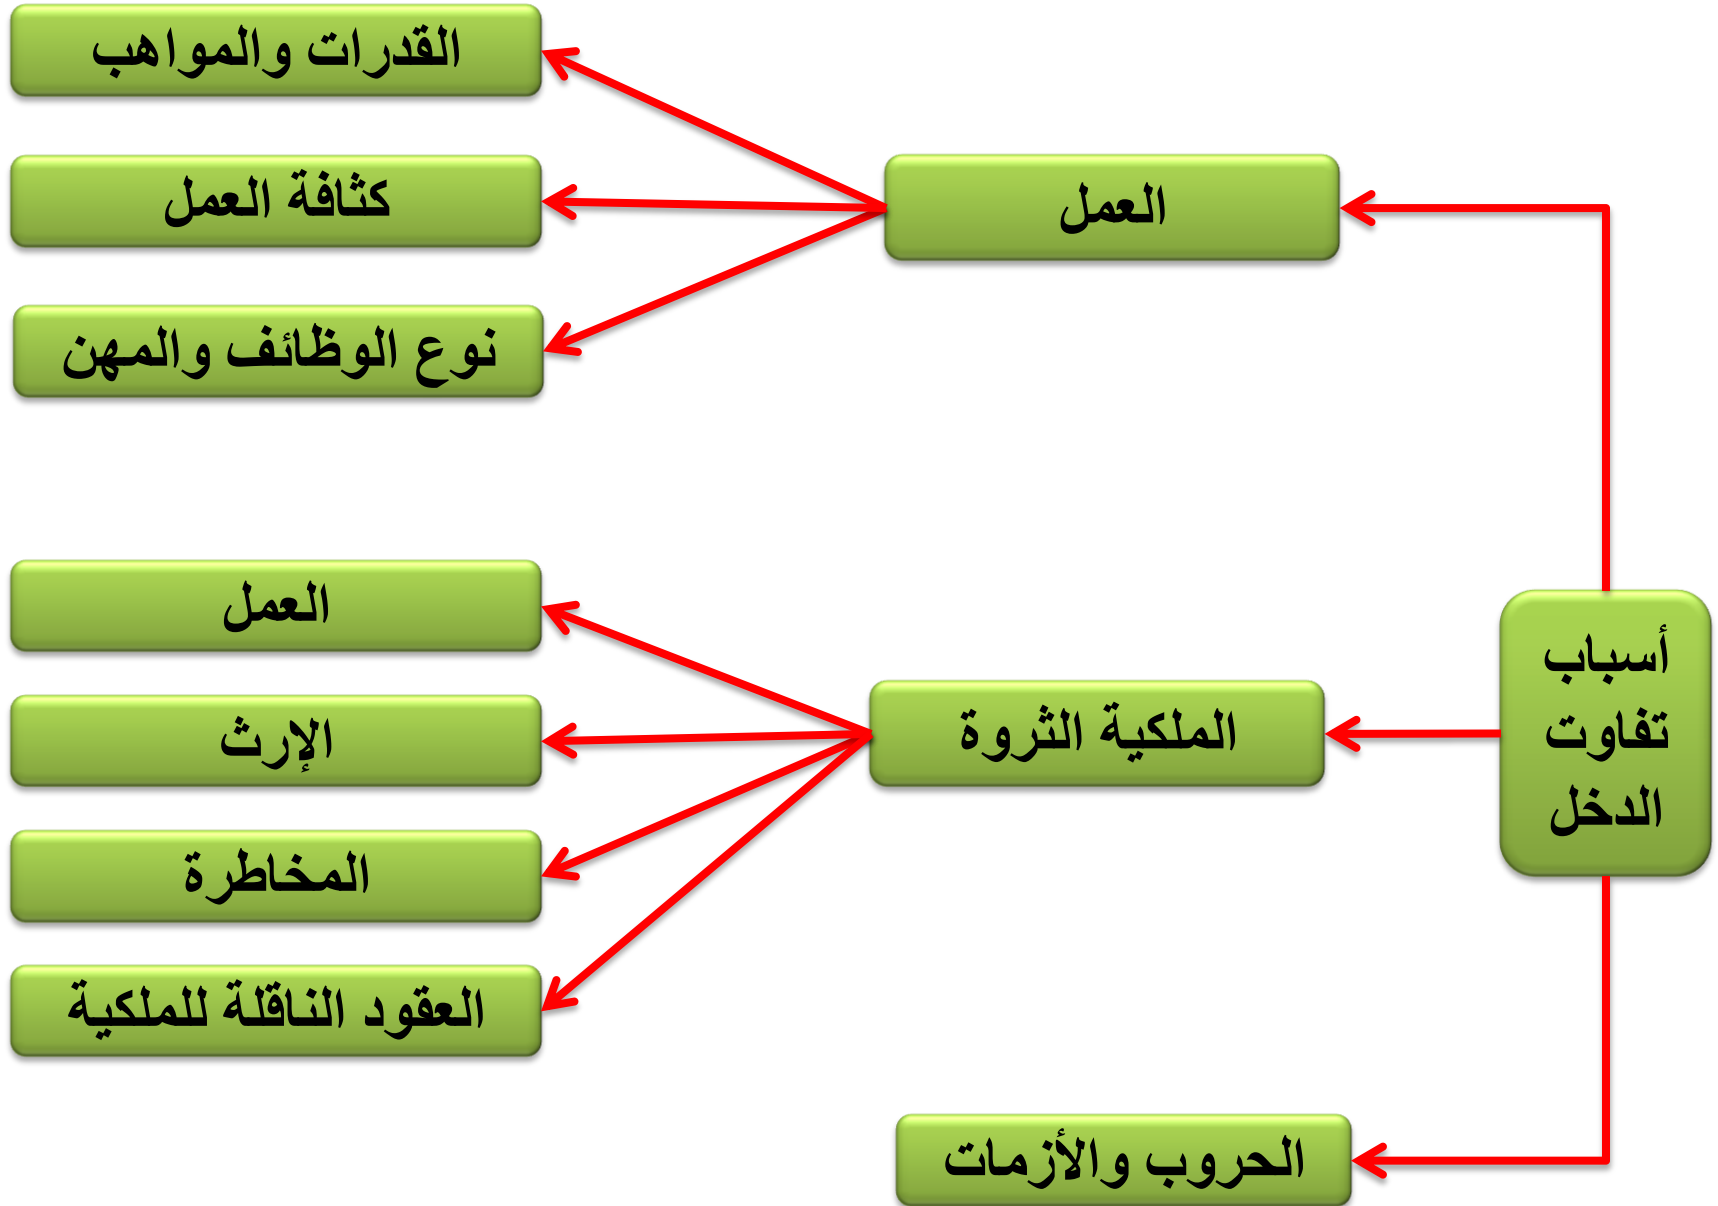 أسباب
تفاوت
الدخل
العمل
القدرات والمواهب
كثافة العمل
نوع الوظائف والمهن
الملكية الثروة
العمل
الإرث
المخاطرة
العقود الناقلة للملكية
الحروب والأزمات